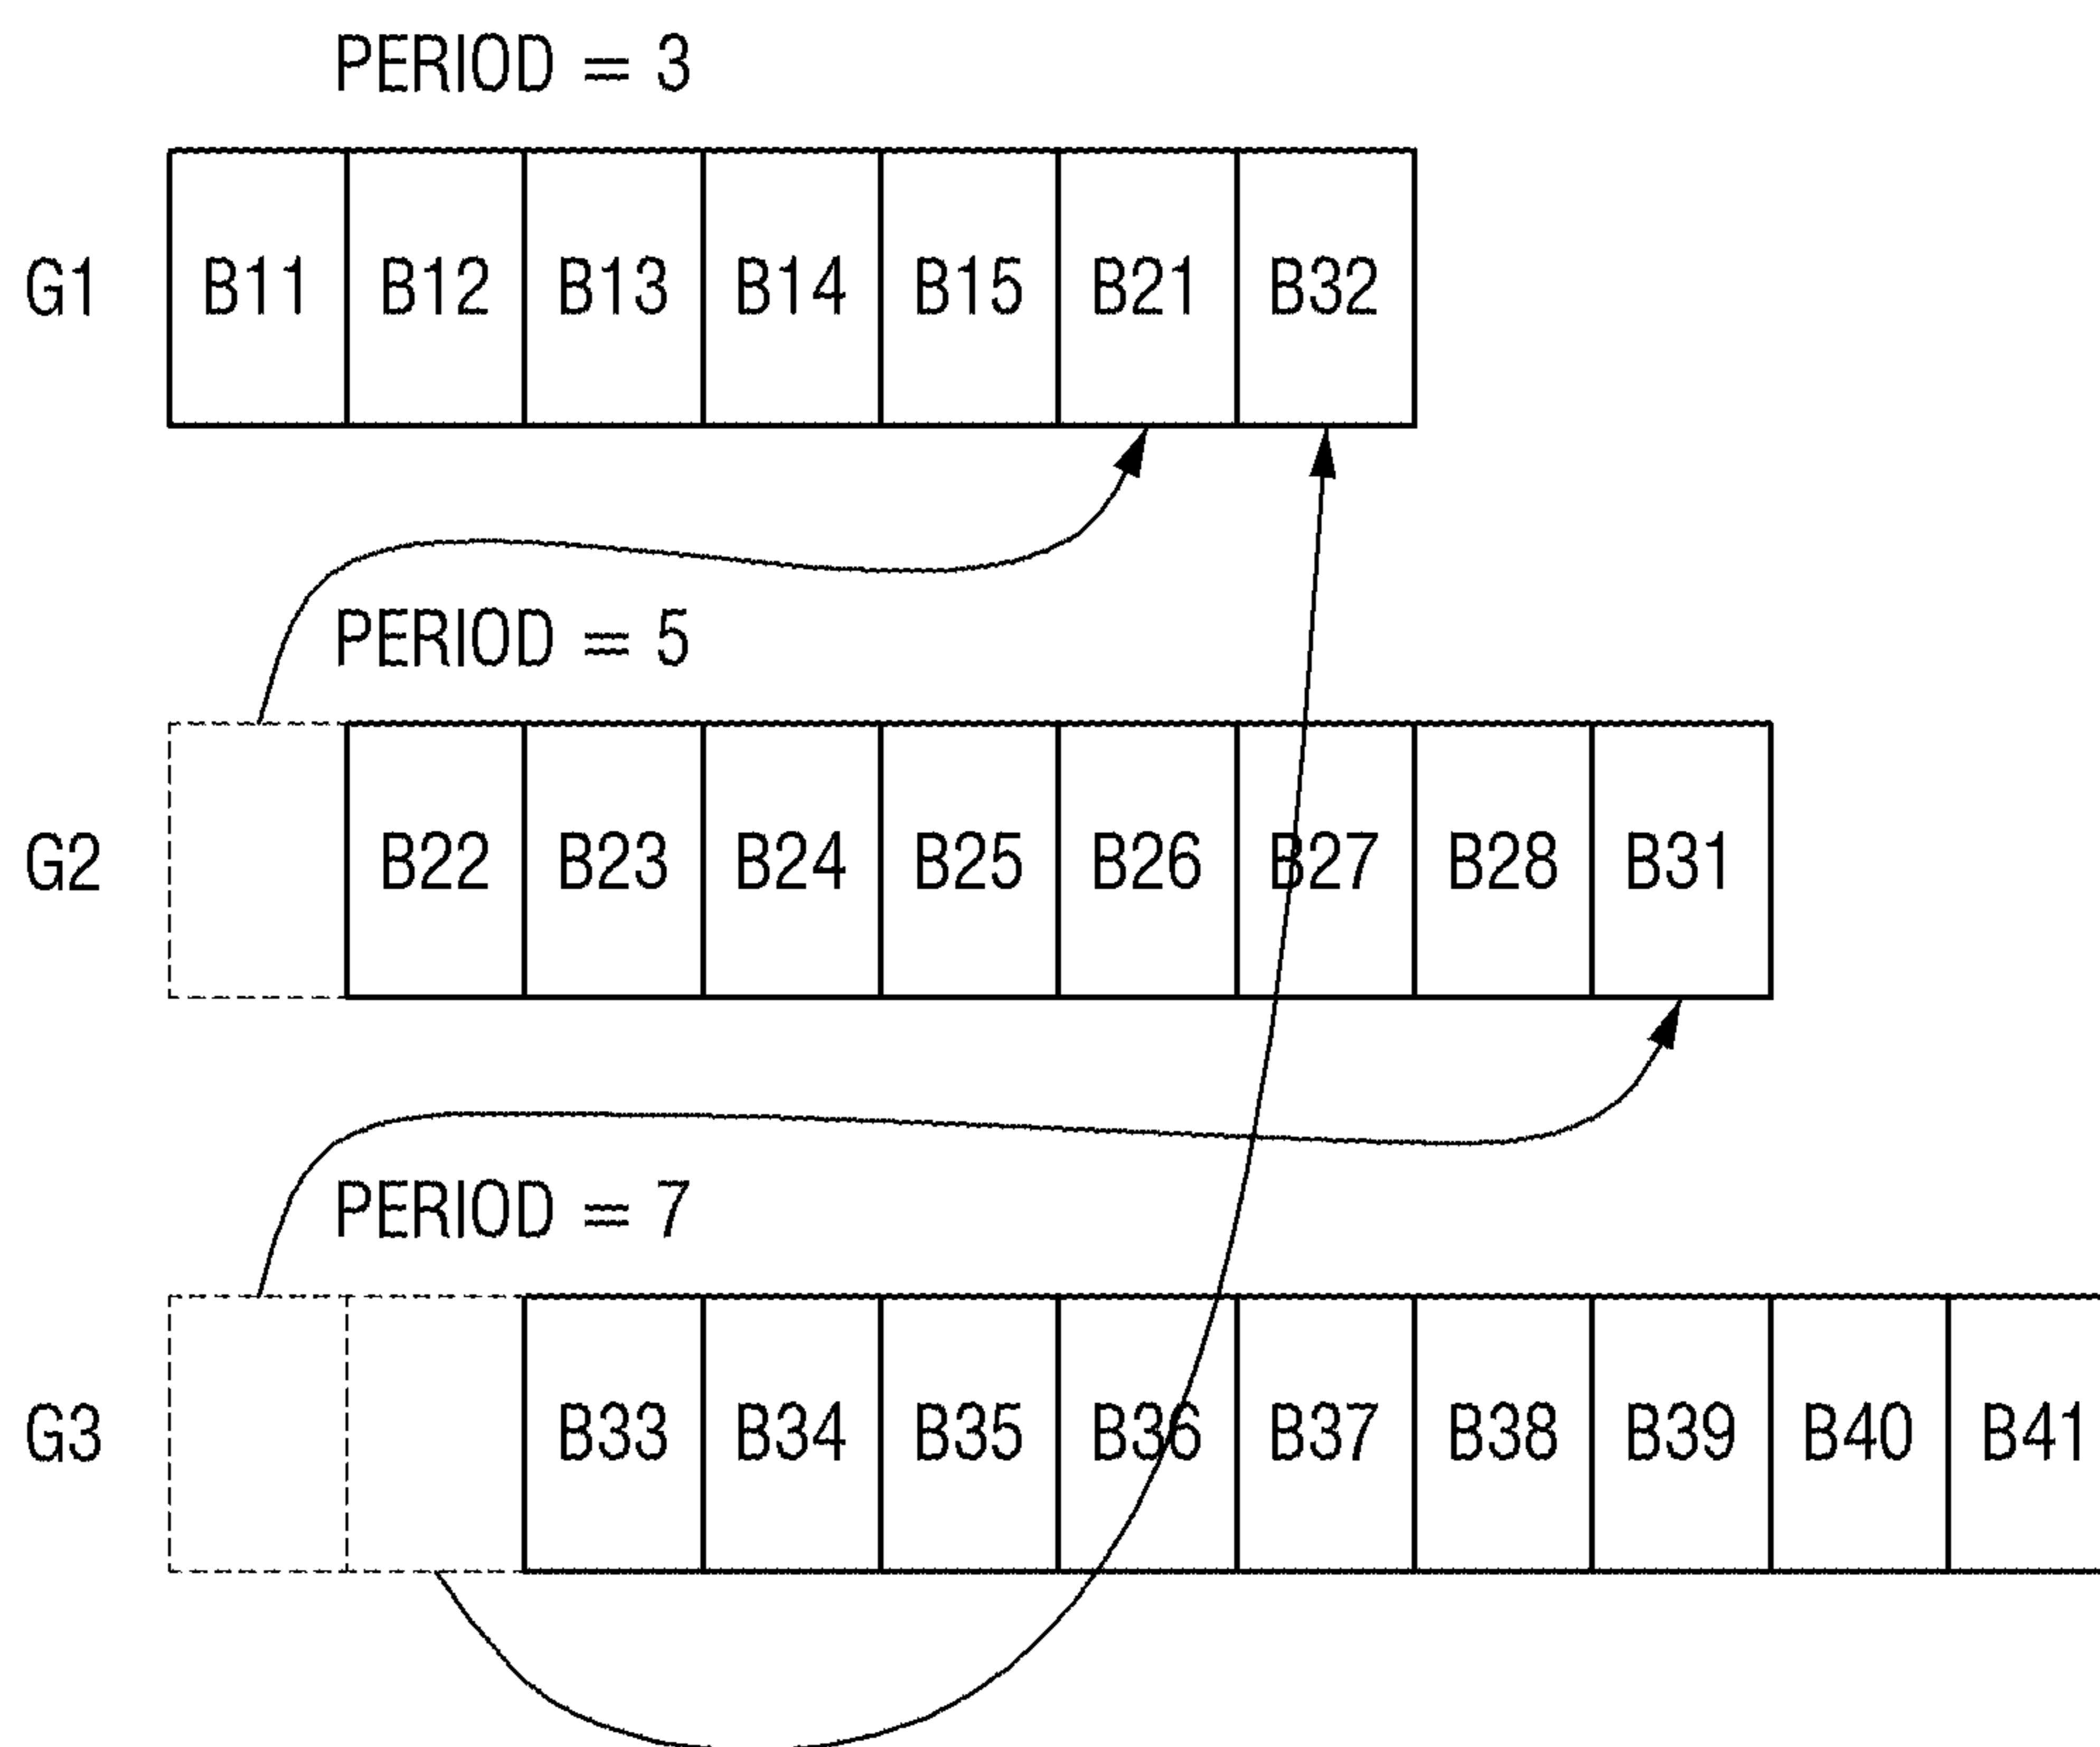 PERIOD = 3
G1 B11 B12 B13 B14 B15 B21 B32
PERIOD = 5
G2 B22 B23 B24 B25 B26 B27 B28 B31
PERIOD = 7
G3 B33 B34 B35 B36 B37 B38 B39 B40 B41